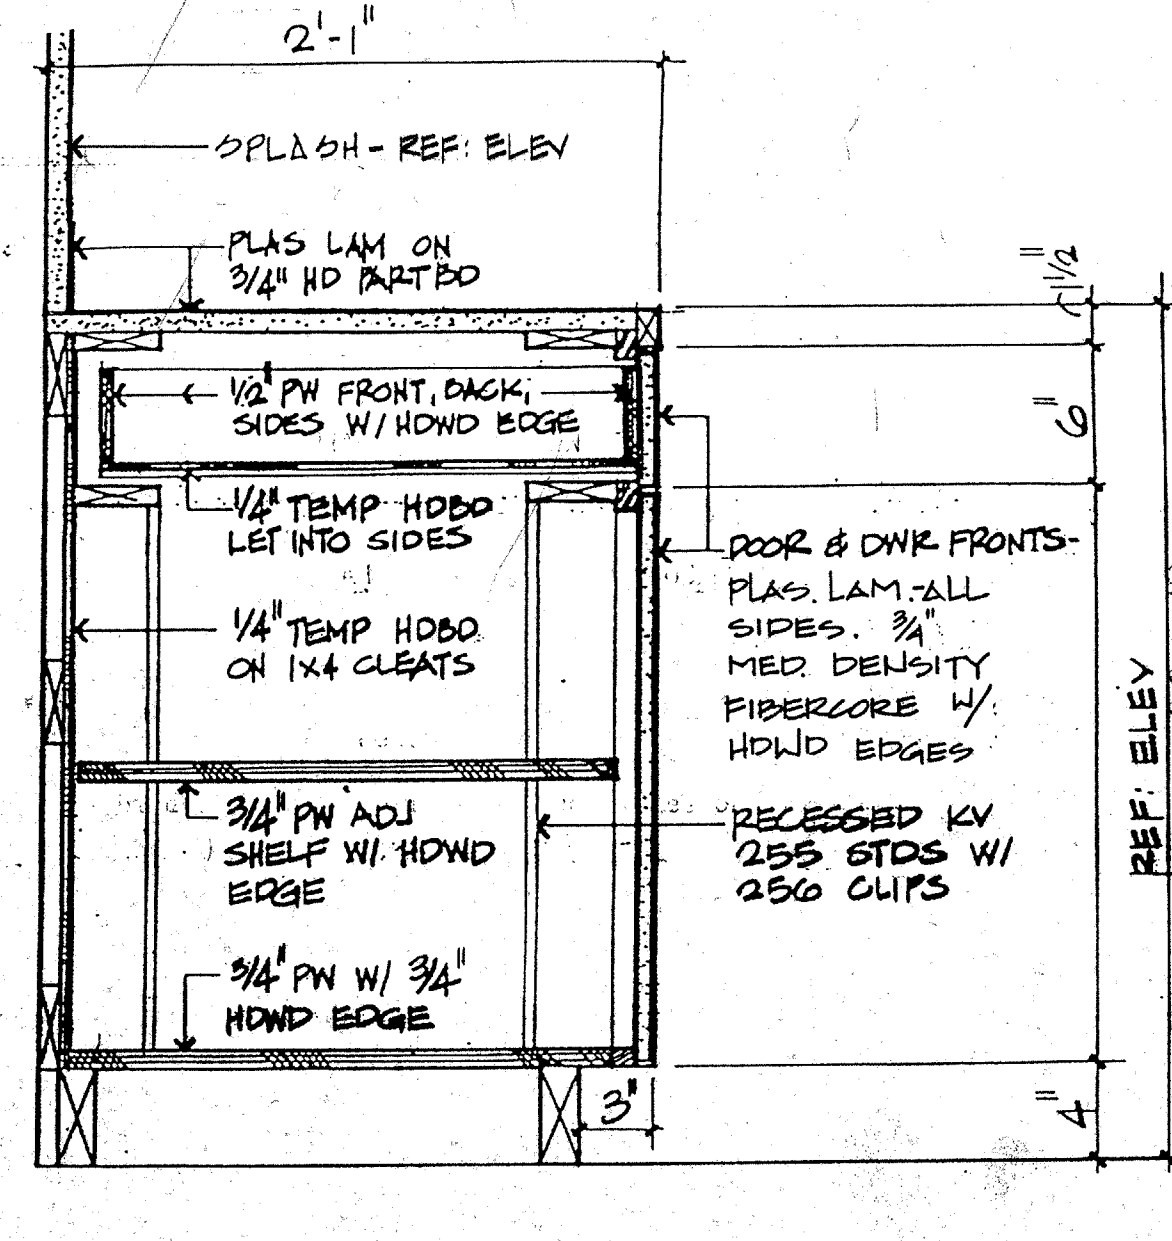 2'-1"
SPLASH - REF: ELEV
PLAS LAM ON
3/4" HD PARTBD
1 1/2"
1/2" PW FRONT, BACK,
SIDES W/ HDWD EDGE
6"
1/4" TEMP HDBD
LET INTO SIDES
DOOR & DWR FRONTS-
PLAS. LAM.-ALL
SIDES. 3/4"
MED. DENSITY
FIBERCORE W/
HDWD EDGES
1/4" TEMP HDBD
ON 1X4 CLEATS
REF: ELEV
3/4" PW ADJ
SHELF W/ HDWD
EDGE
RECESSED KV
255 STDS W/
256 CLIPS
3/4" PW W/ 3/4"
HDWD EDGE
3"
4"